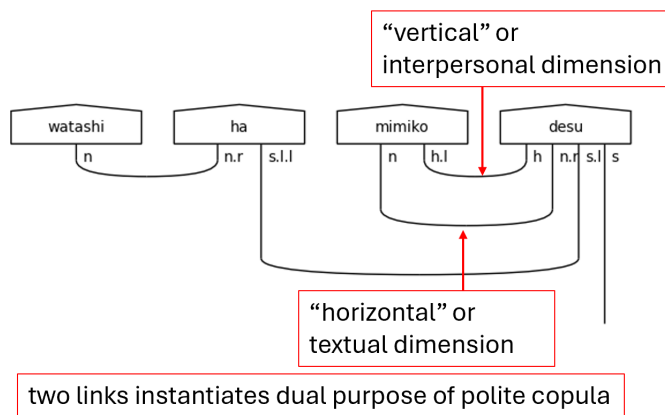 “vertical” or
interpersonal dimension
watashi ha mimiko desu
n n.r s.l.l n h.l h n.r s.l s
“horizontal” or
textual dimension
two links instantiates dual purpose of polite copula